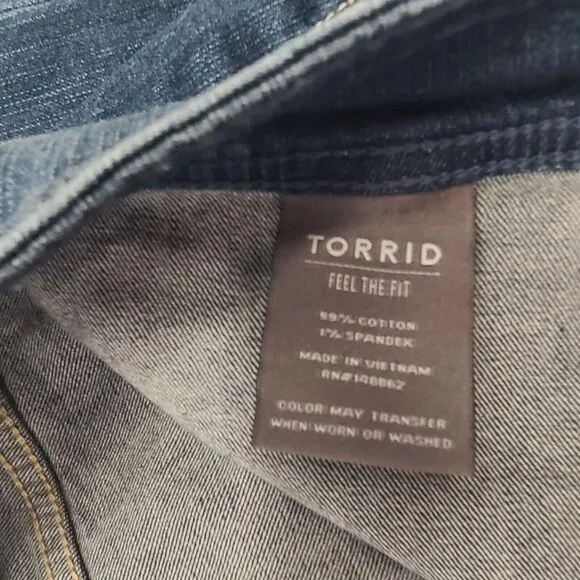 TORRID
FEEL THE FIT
99% COTTON
1% SPANDEX
MADE IN VIETNAM
RN#148862
COLOR MAY TRANSFER
WHEN WORN OR WASHED